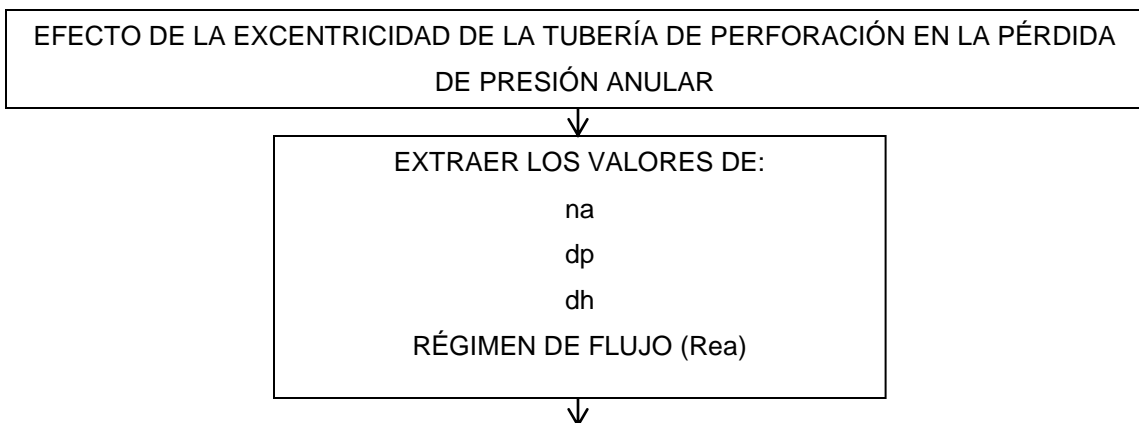 EFECTO DE LA EXCENTRICIDAD DE LA TUBERÍA DE PERFORACIÓN EN LA PÉRDIDA
DE PRESIÓN ANULAR
EXTRAER LOS VALORES DE:
na
dp
dh
RÉGIMEN DE FLUJO (Rea)